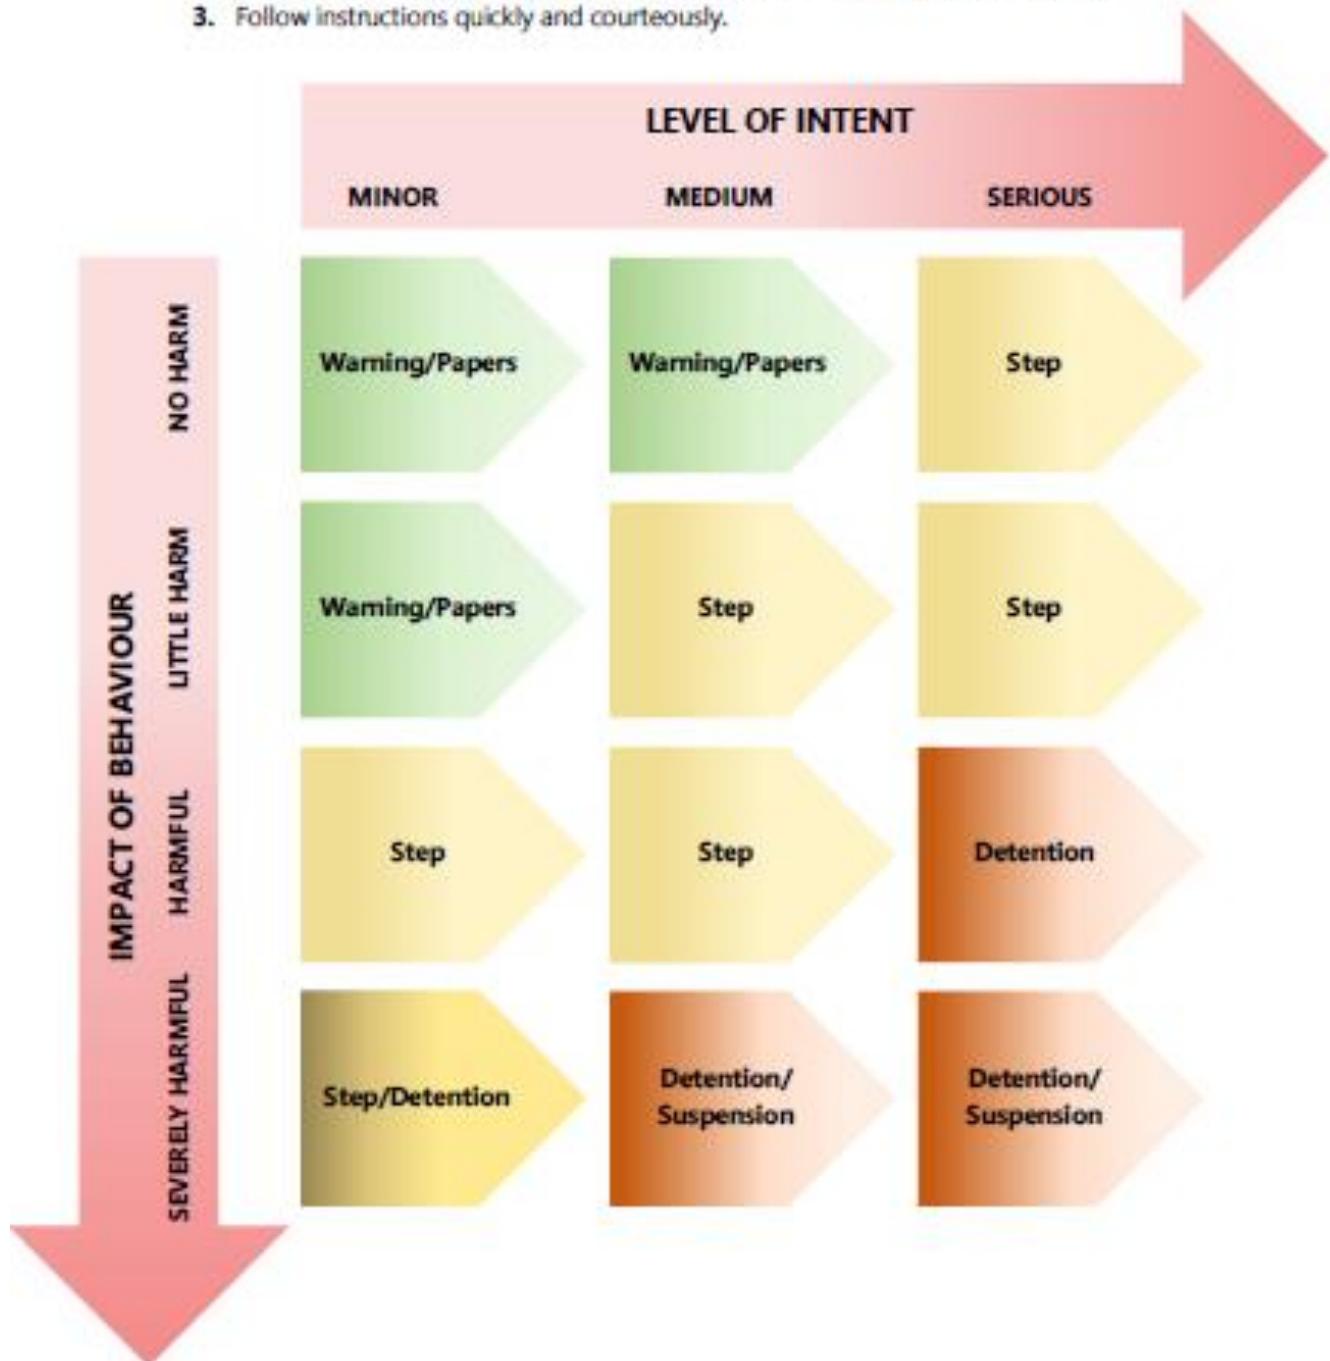 3. Follow instructions quickly and courteously.
LEVEL OF INTENT
MINOR MEDIUM SERIOUS
IMPACT OF BEHAVIOUR
NO HARM
Warning/Papers
Warning/Papers
Step
LITTLE HARM
Warning/Papers
Step
Step
HARMFUL
Step
Step
Detention
SEVERELY HARMFUL
Step/Detention
Detention/
Suspension
Detention/
Suspension